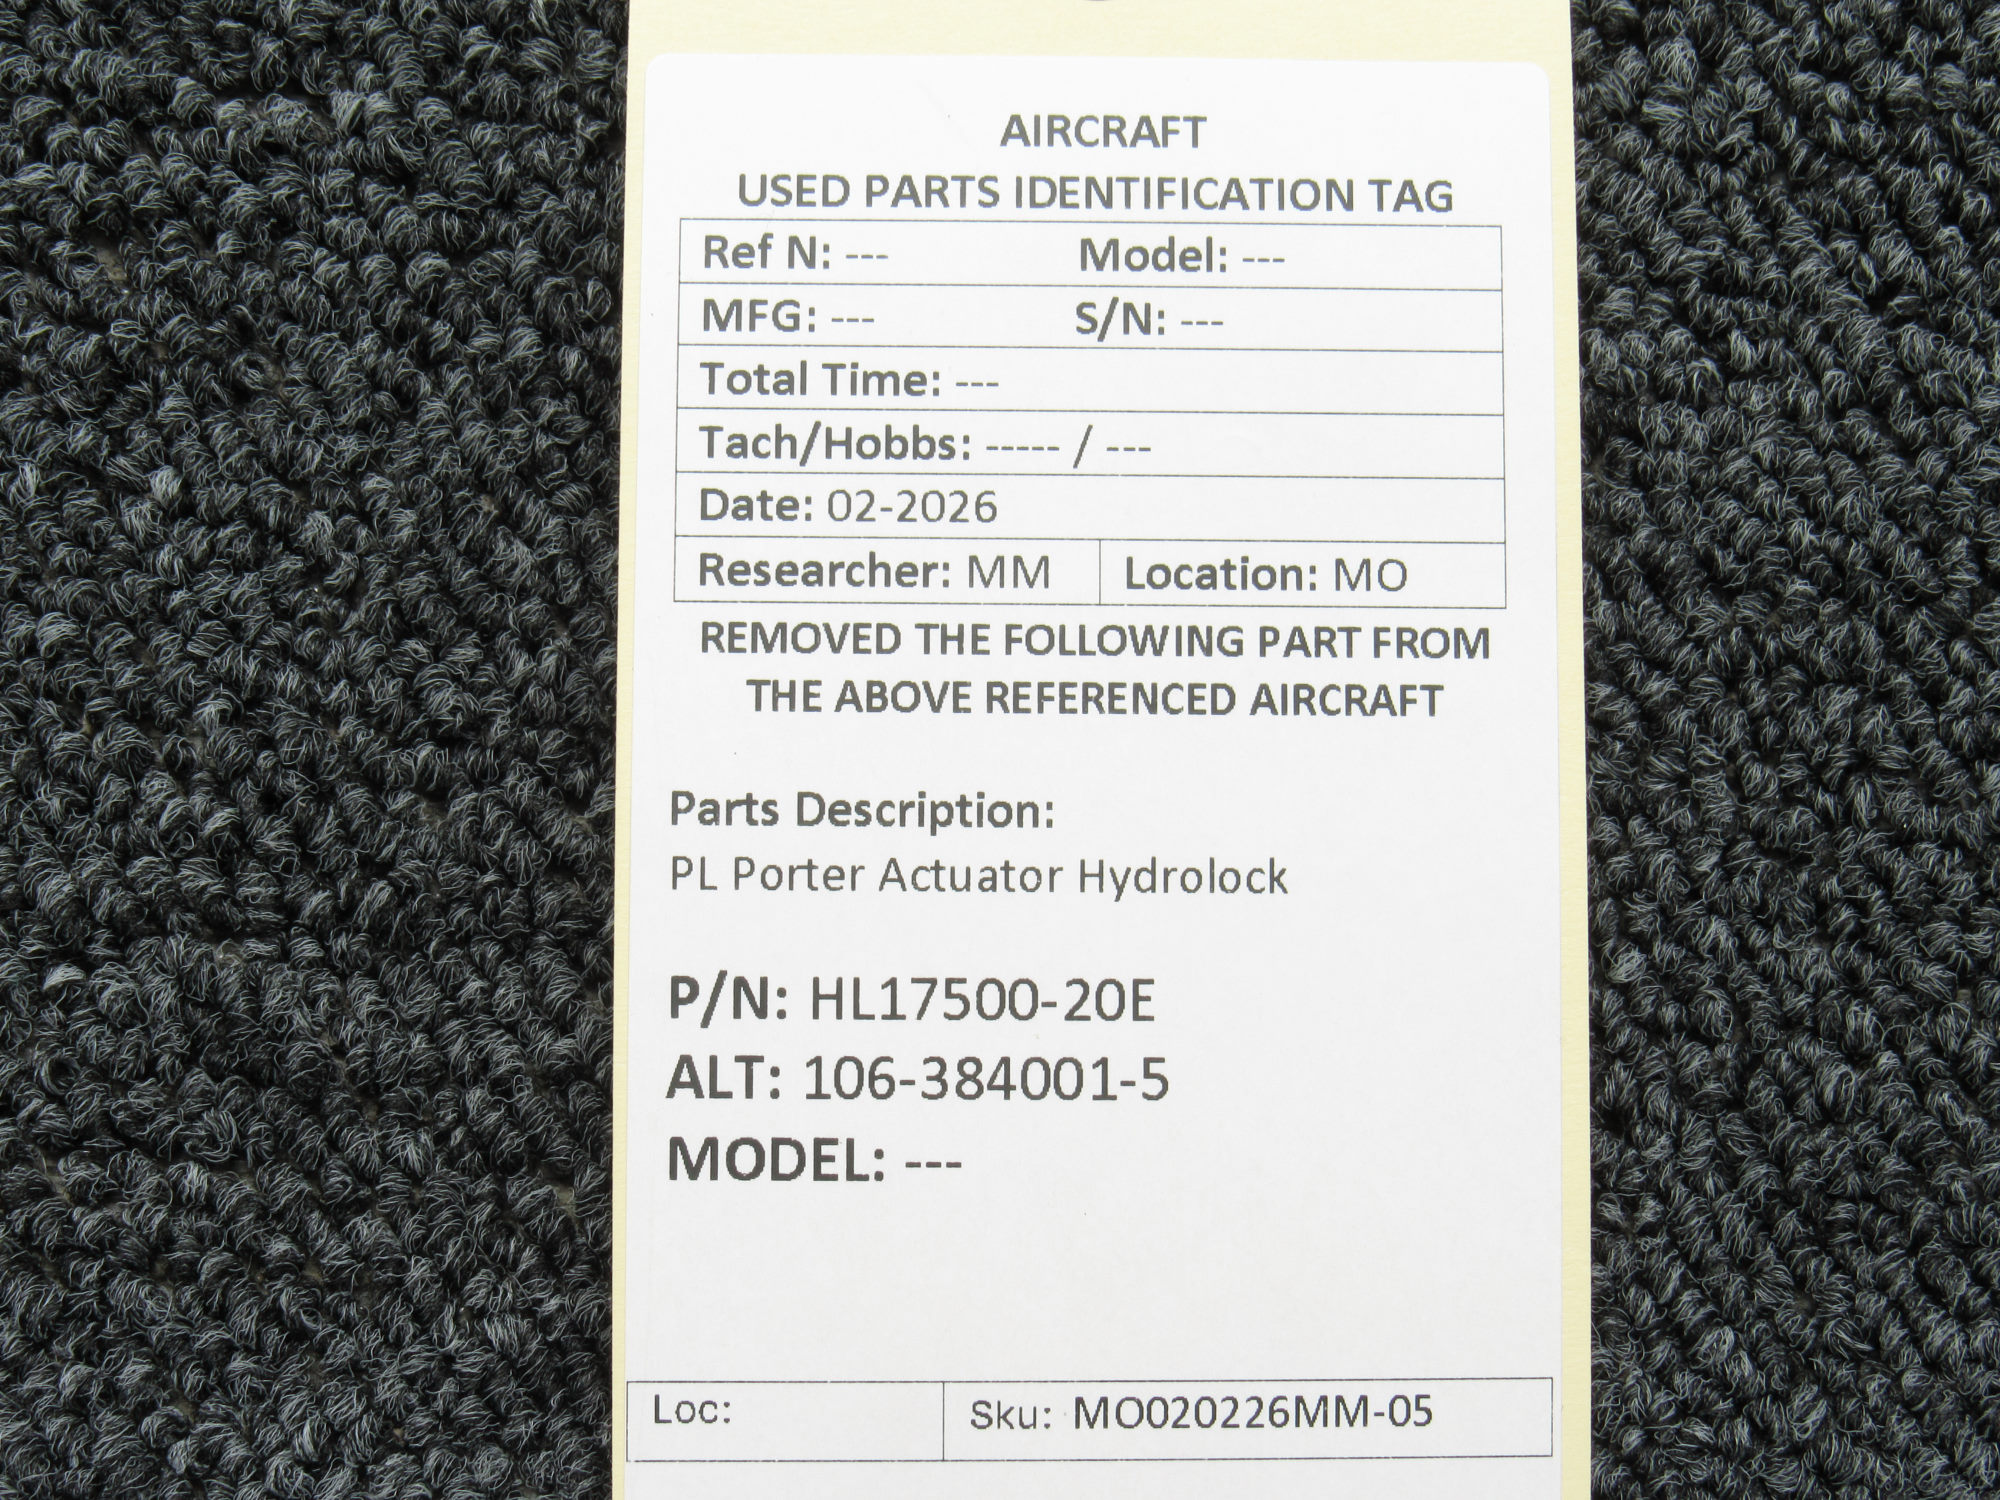 AIRCRAFT
USED PARTS IDENTIFICATION TAG
Ref N: --- Model: ---
MFG: --- S/N: ---
Total Time: ---
Tach/Hobbs: ----- / ---
Date: 02-2026
Researcher: MM Location: MO
REMOVED THE FOLLOWING PART FROM
THE ABOVE REFERENCED AIRCRAFT
Parts Description:
PL Porter Actuator Hydrolock
P/N: HL17500-20E
ALT: 106-384001-5
MODEL: ---
Loc: Sku: MO020226MM-05